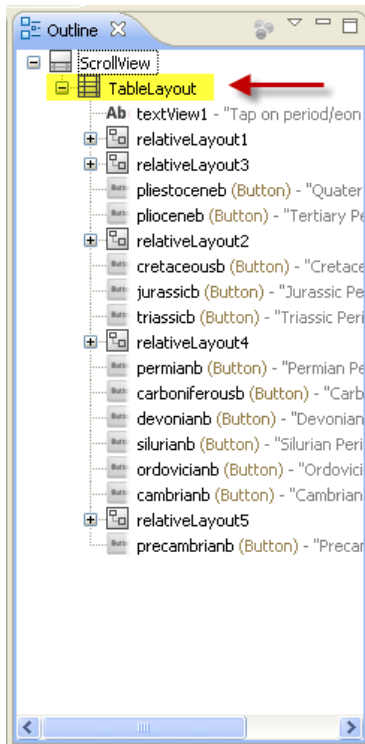 Outline
ScrollView
TableLayout
Ab textView1 - "Tap on period/eon
relativeLayout1
relativeLayout3
pliestoceneb (Button) - "Quater
plioceneb (Button) - "Tertiary Pe
relativeLayout2
cretaceousb (Button) - "Cretace
jurassicb (Button) - "Jurassic Pe
triassicb (Button) - "Triassic Peri
relativeLayout4
permianb (Button) - "Permian Pe
carboniferousb (Button) - "Carb
devonianb (Button) - "Devonian
silurianb (Button) - "Silurian Peri
ordovicianb (Button) - "Ordovici
cambrianb (Button) - "Cambrian
relativeLayout5
precambrianb (Button) - "Precar